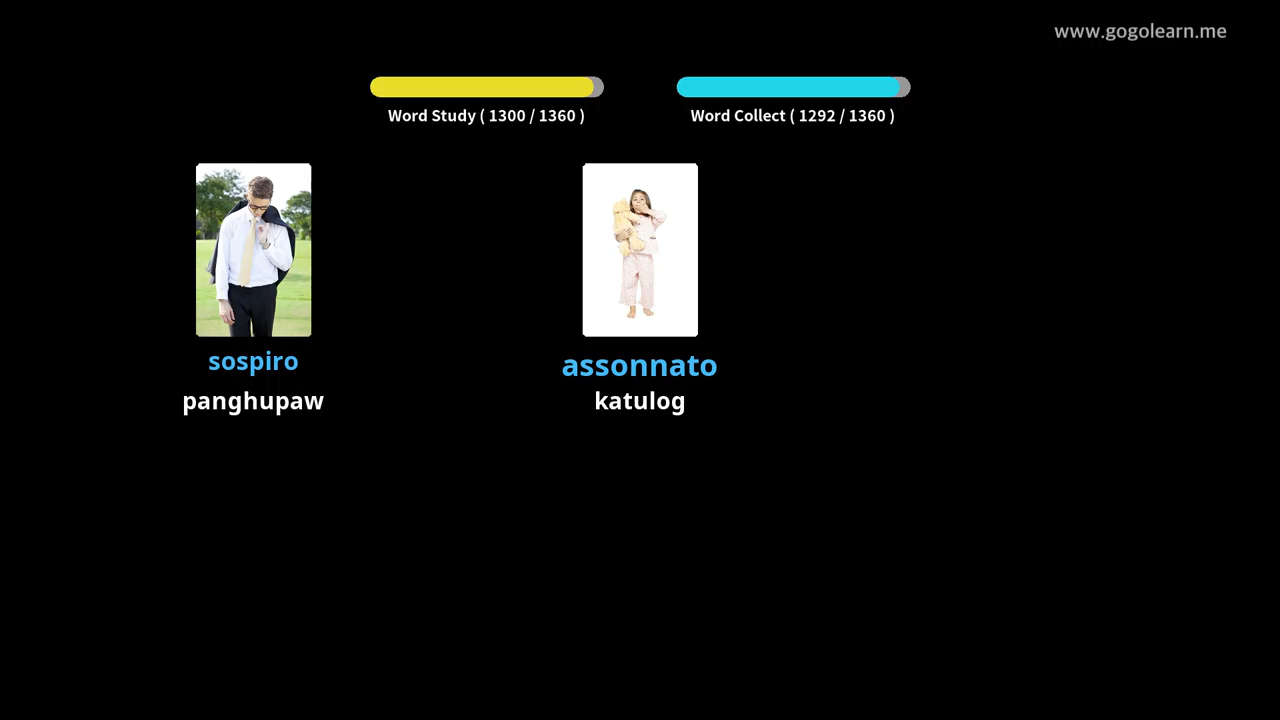 www.gogolearn.me
Word Study ( 1300 / 1360 )
Word Collect ( 1292 / 1360 )
sospiro
panghupaw
assonnato
katulog